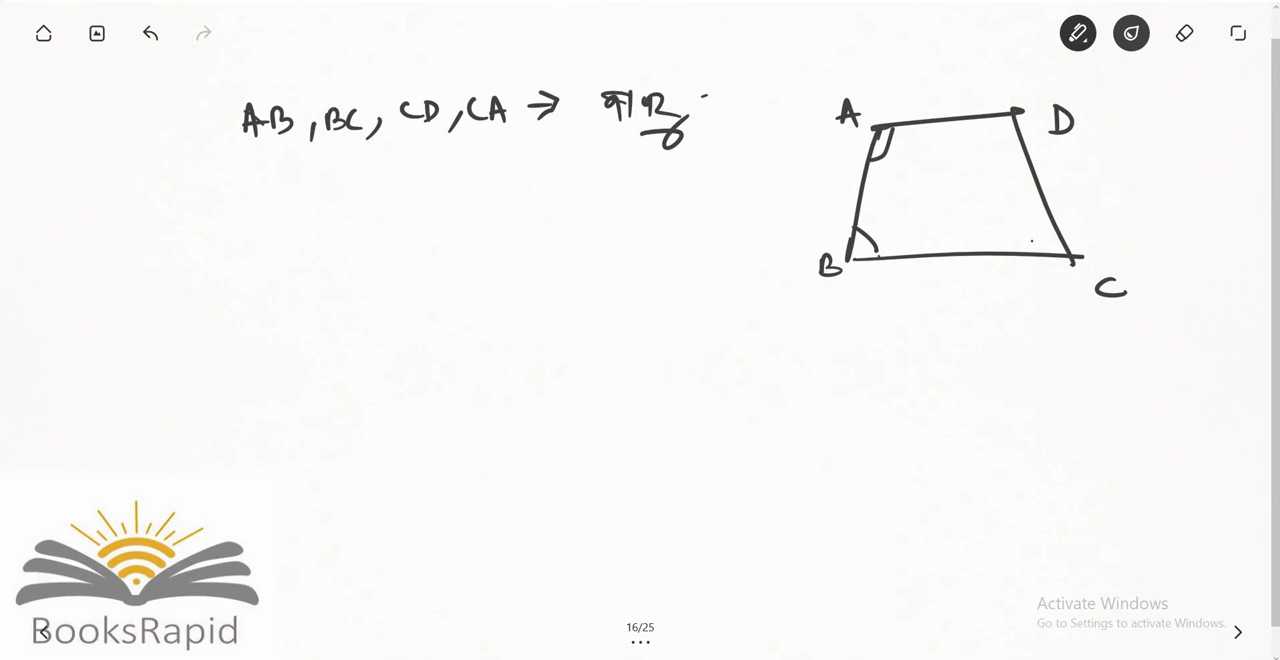 AB, BC, CD, CA → বাহু
A
D
B
C
BooksRapid
16/25
Activate Windows
Go to Settings to activate Windows.